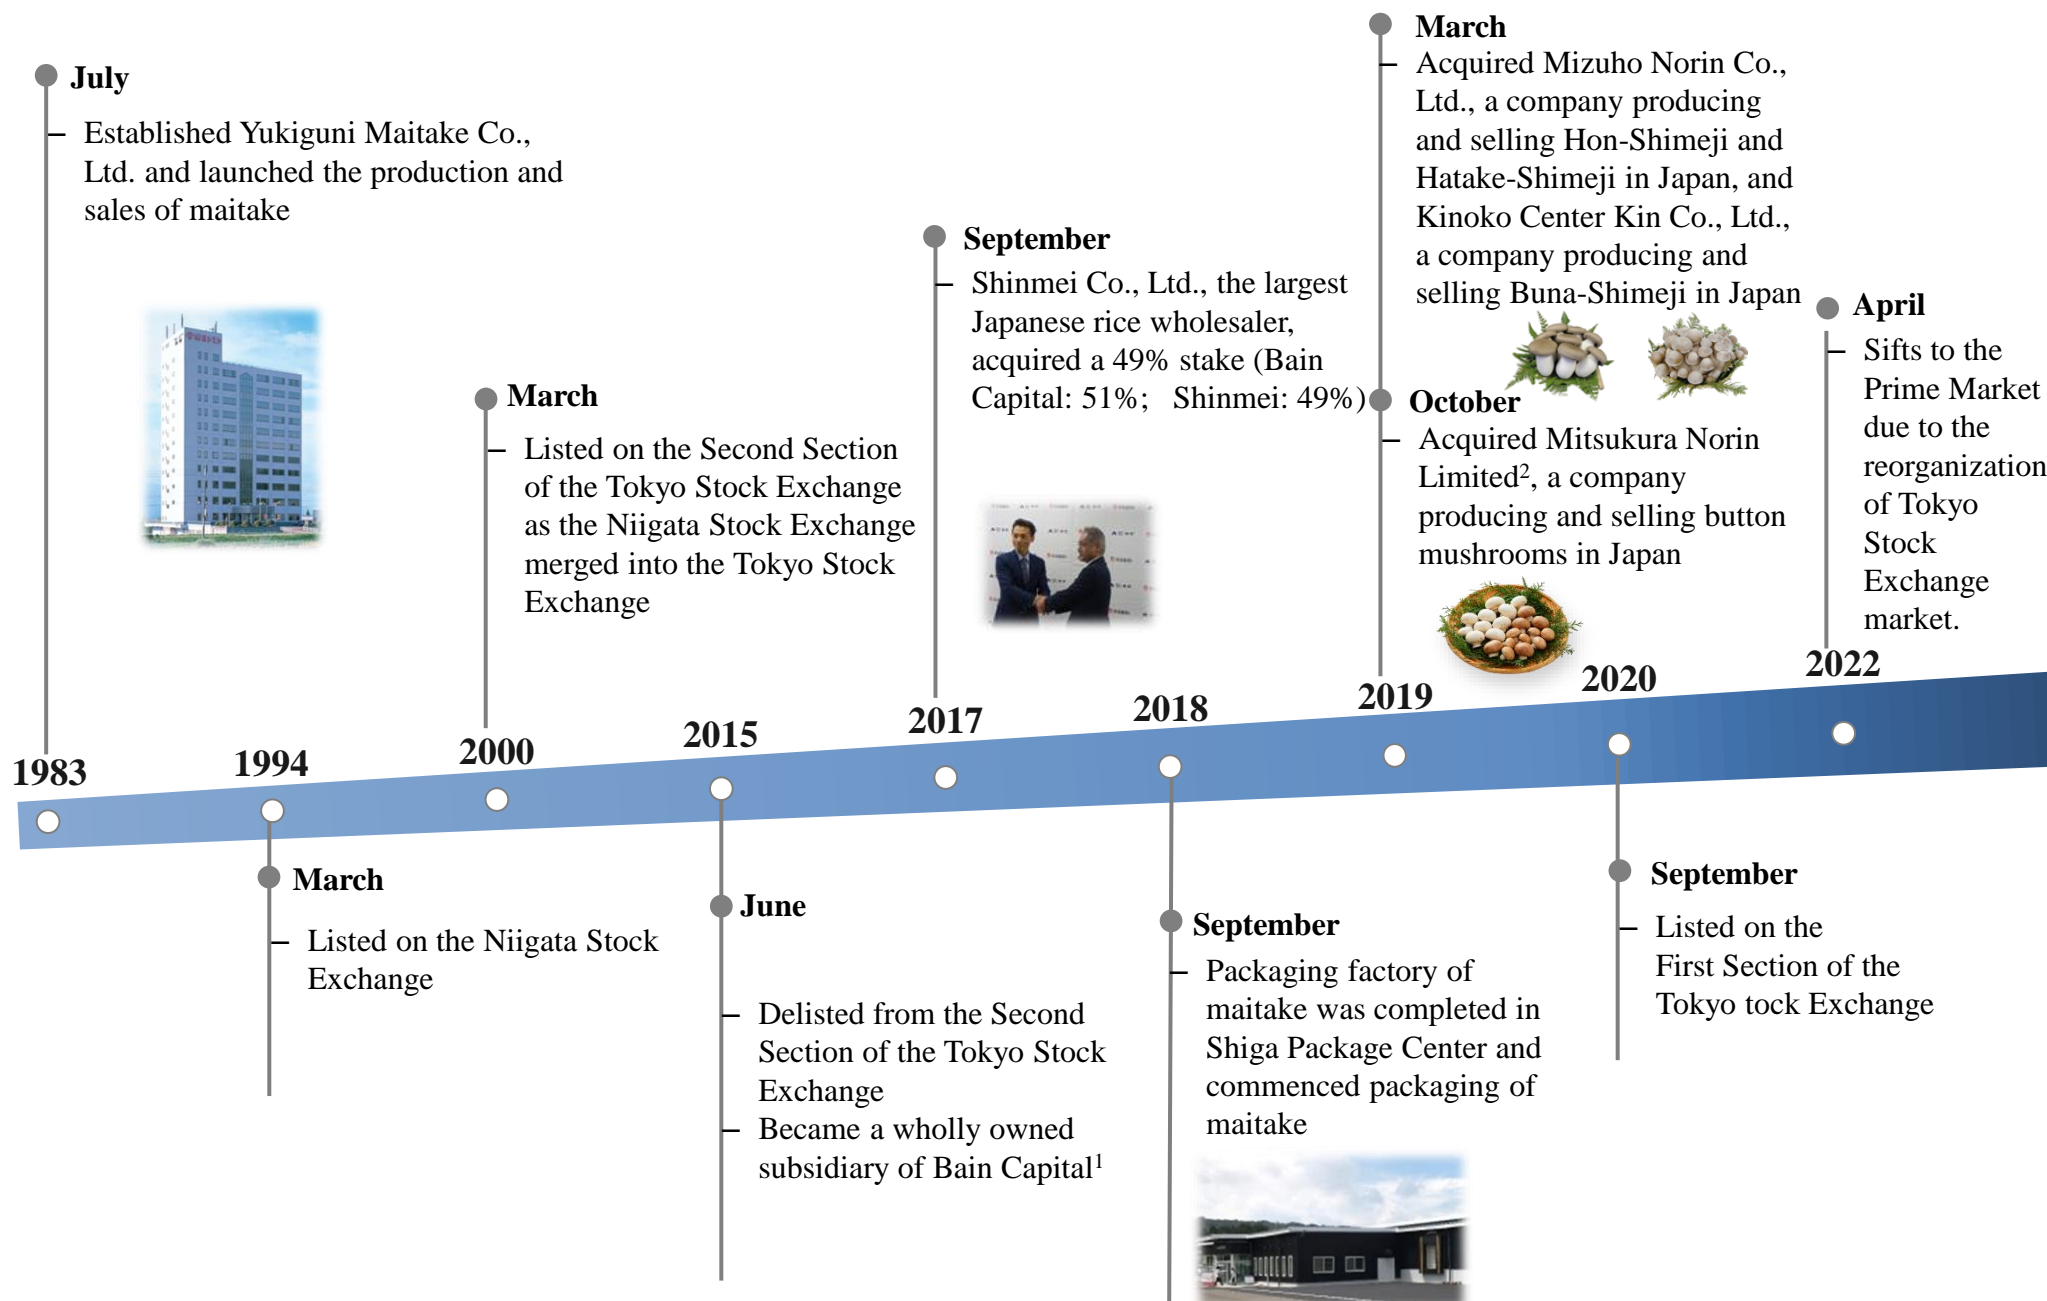 July
– Established Yukiguni Maitake Co.,
Ltd. and launched the production and
sales of maitake
March
– Listed on the Second Section
of the Tokyo Stock Exchange
as the Niigata Stock Exchange
merged into the Tokyo Stock
Exchange
September
– Shinmei Co., Ltd., the largest
Japanese rice wholesaler,
acquired a 49% stake (Bain
Capital: 51%; Shinmei: 49%)
March
– Acquired Mizuho Norin Co.,
Ltd., a company producing
and selling Hon-Shimeji and
Hatake-Shimeji in Japan, and
Kinoko Center Kin Co., Ltd.,
a company producing and
selling Buna-Shimeji in Japan
October
– Acquired Mitsukura Norin
Limited², a company
producing and selling button
mushrooms in Japan
April
– Sifts to the
Prime Market
due to the
reorganization
of Tokyo
Stock
Exchange
market.
1983
1994
2000
2015
2017
2018
2019
2020
2022
March
– Listed on the Niigata Stock
Exchange
June
– Delisted from the Second
Section of the Tokyo Stock
Exchange
– Became a wholly owned
subsidiary of Bain Capital¹
September
– Packaging factory of
maitake was completed in
Shiga Package Center and
commenced packaging of
maitake
September
– Listed on the
First Section of the
Tokyo tock Exchange